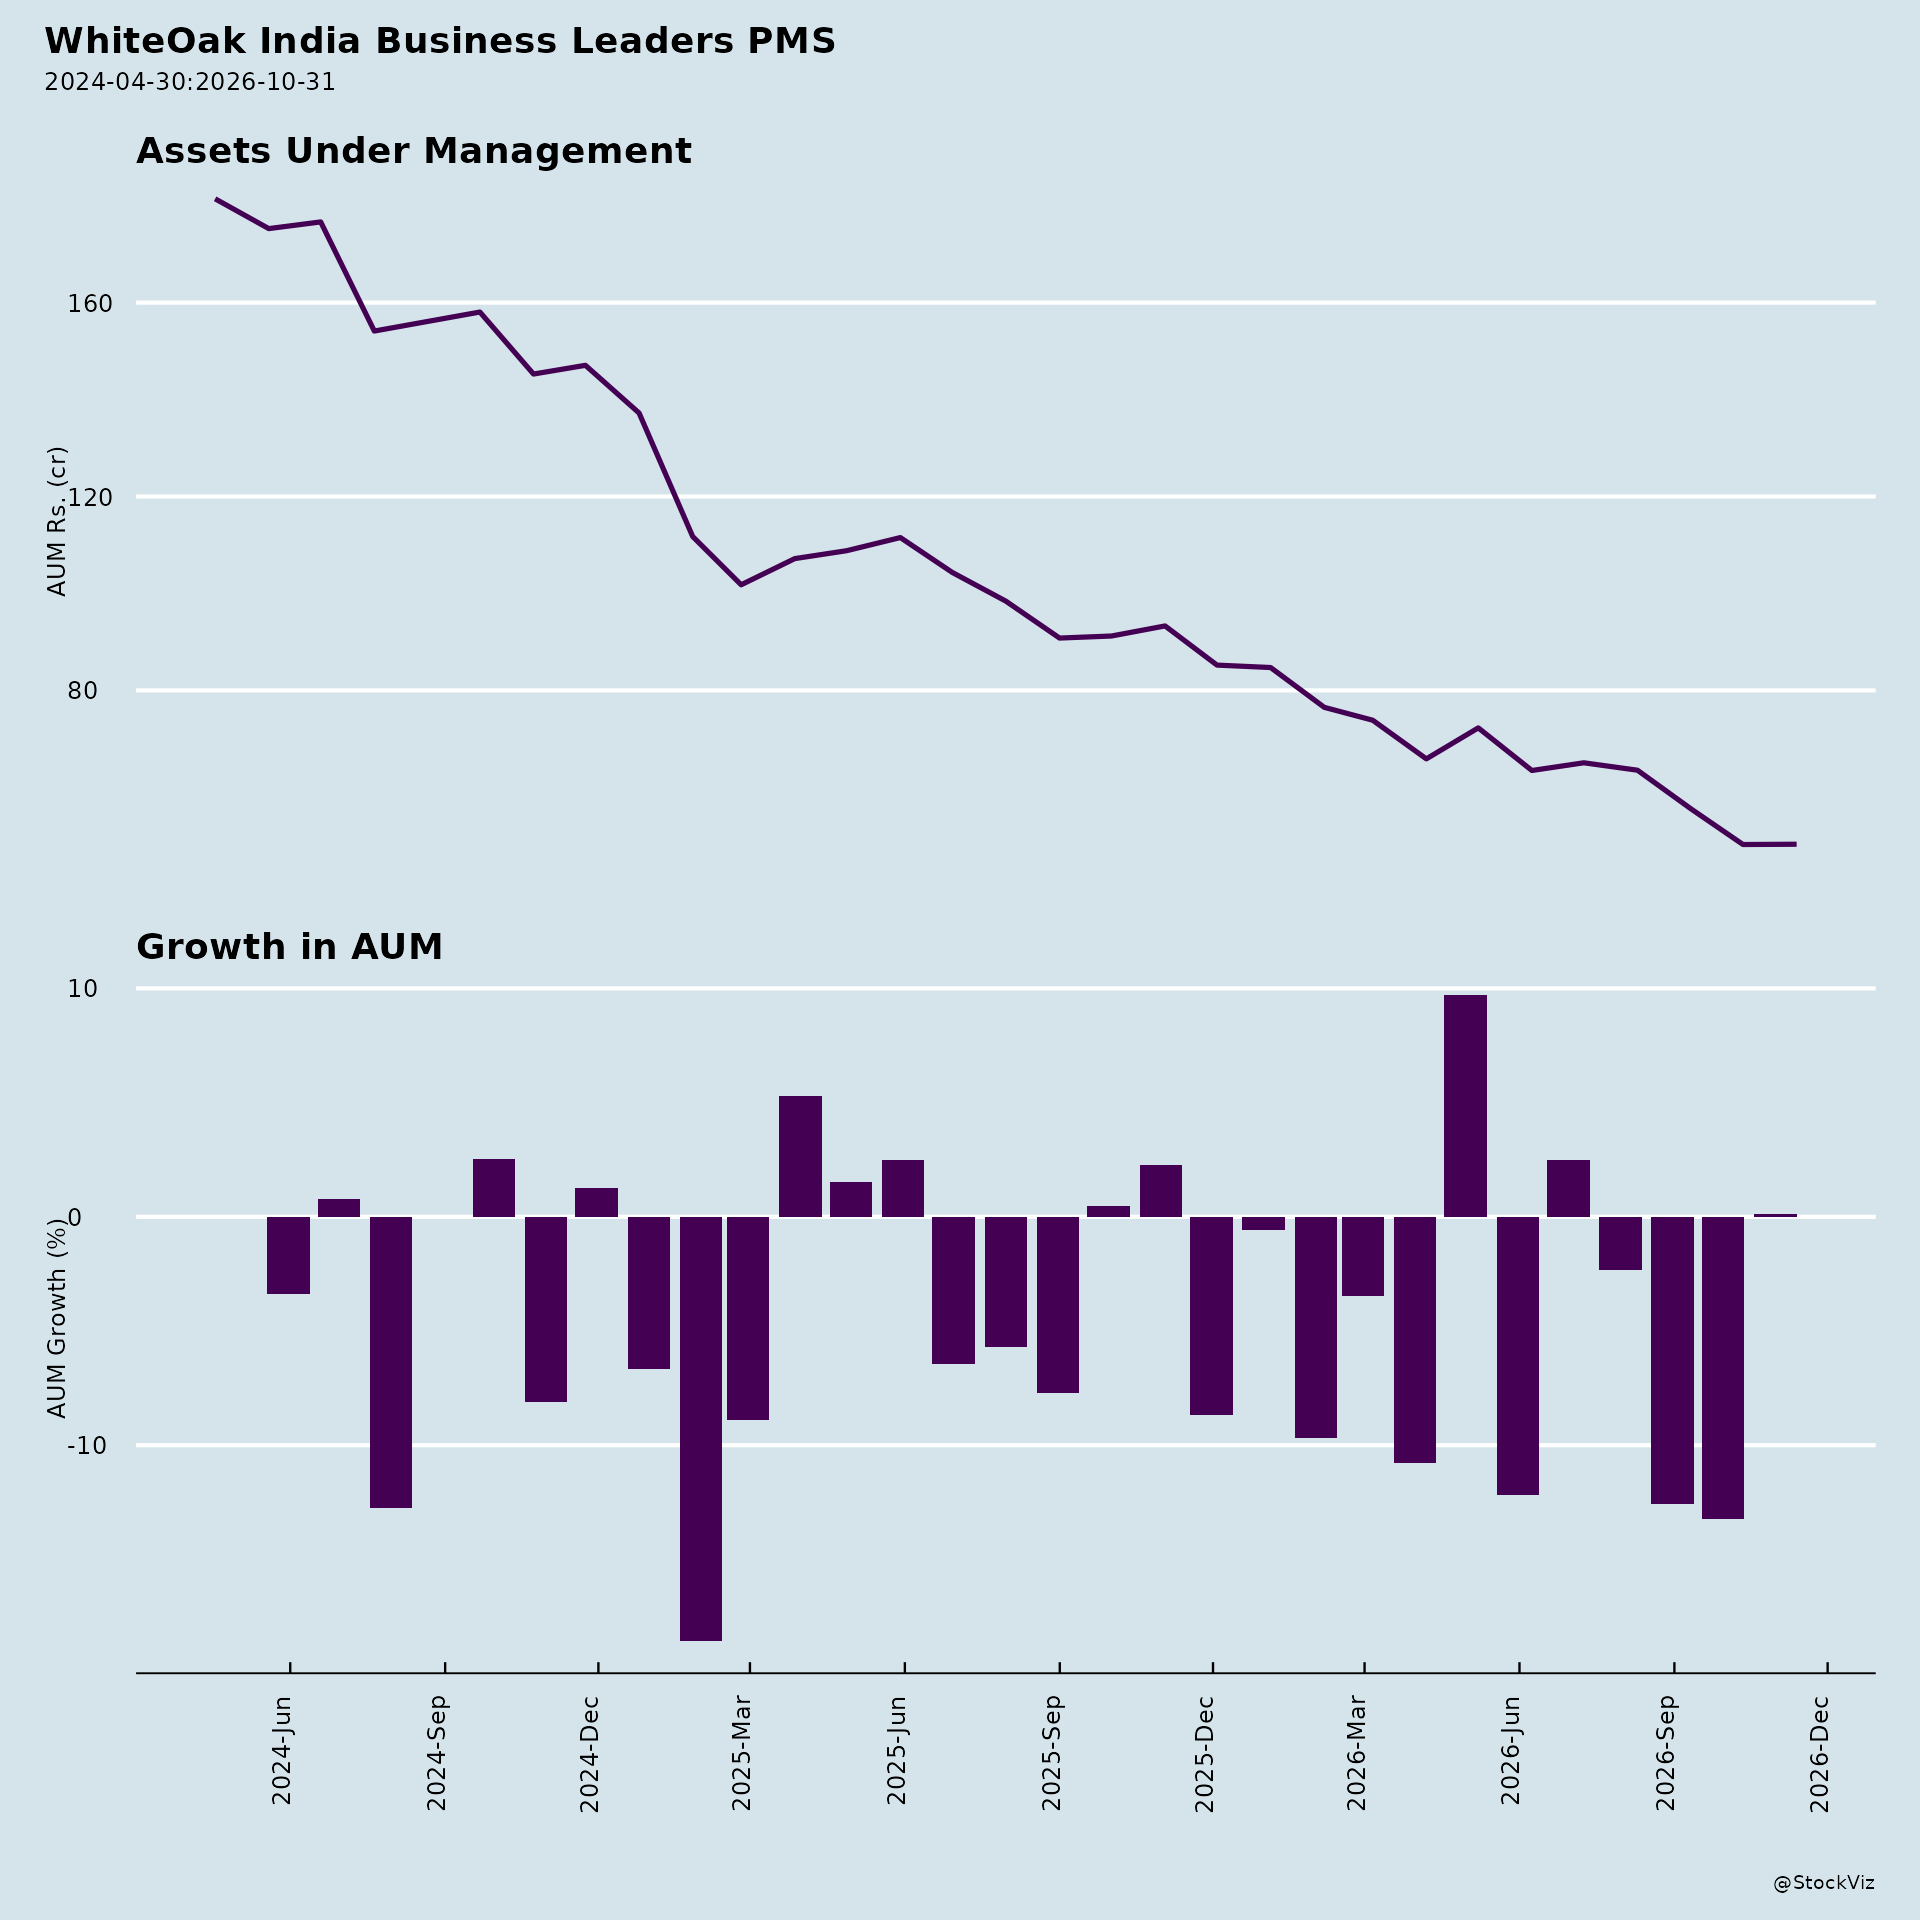 WhiteOak India Business Leaders PMS
2024-04-30:2026-10-31
Assets Under Management
AUM Rs. (cr)
160
120
80
Growth in AUM
AUM Growth (%)
10
0
-10
2024-Jun
2024-Sep
2024-Dec
2025-Mar
2025-Jun
2025-Sep
2025-Dec
2026-Mar
2026-Jun
2026-Sep
2026-Dec
@StockViz